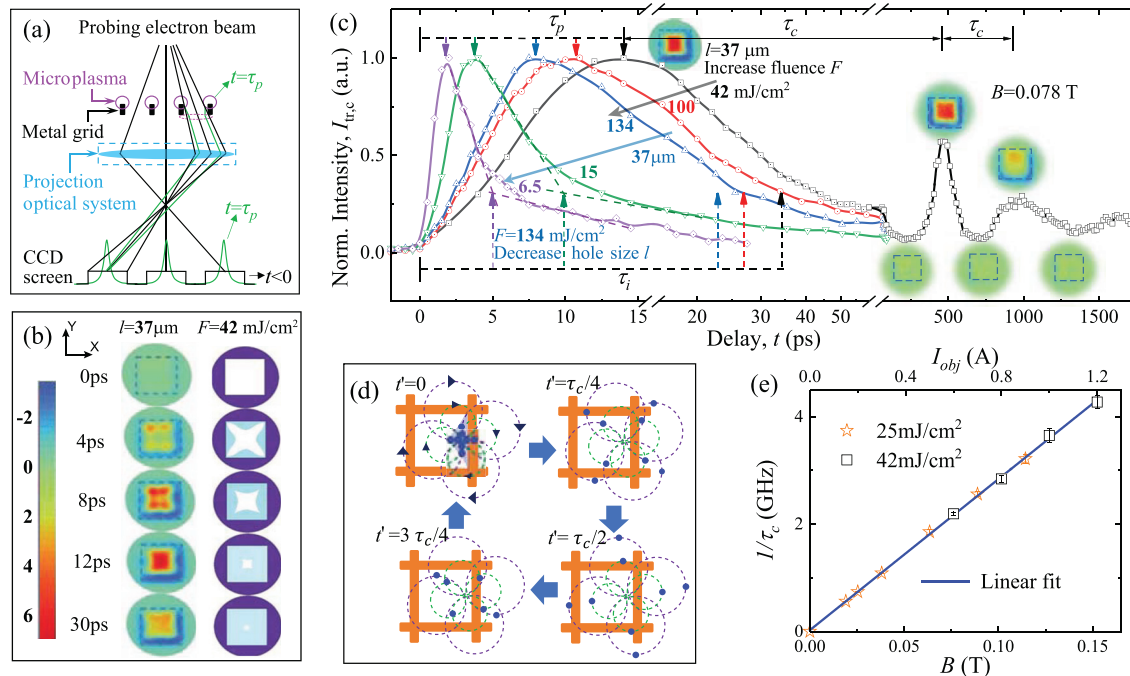 (a)
Probing electron beam
Microplasma
t=τp
Metal grid
Projection
optical system
t=τp
CCD
screen
t<0
(b)
Y
X
l=37μm
F=42 mJ/cm²
0ps
-2
4ps
0
8ps
2
12ps
4
30ps
6
(c)
Norm. Intensity, Itr,c (a.u.)
1.0
0.5
0.0
τp
τc
τc
l=37 μm
Increase fluence F
42 mJ/cm²
100
134
37μm
15
6.5
B=0.078 T
F=134 mJ/cm²
Decrease hole size l
τi
0
5
10
15
20
30
40
50
500
1000
1500
Delay, t (ps)
(d)
t'=0
t'=τc/4
t'=3 τc/4
t'=τc/2
(e)
Iobj (A)
0.0
0.4
0.8
1.2
25mJ/cm²
42mJ/cm²
Linear fit
1/τc (GHz)
4
2
0
0.00
0.05
0.10
0.15
B (T)